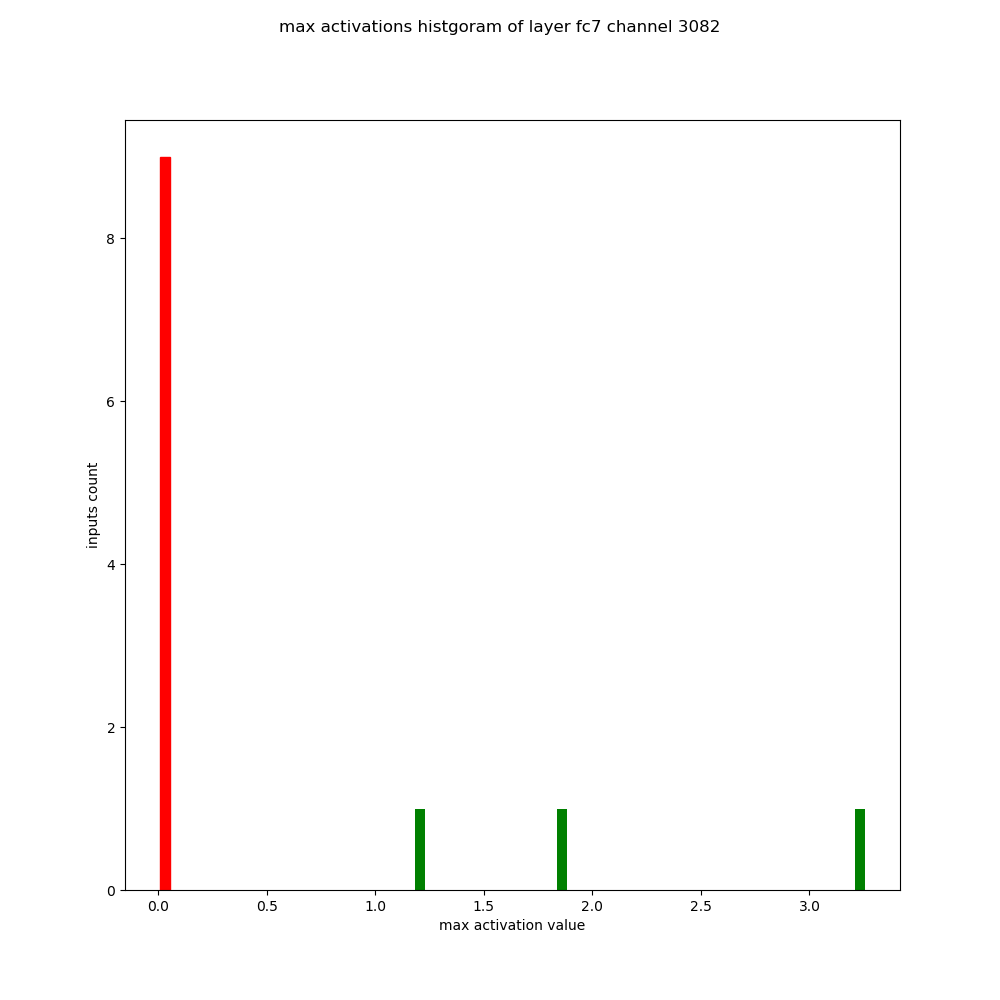 max activations histgoram of layer fc7 channel 3082
8
6
4
2
0
inputs count
0.0 0.5 1.0 1.5 2.0 2.5 3.0
max activation value